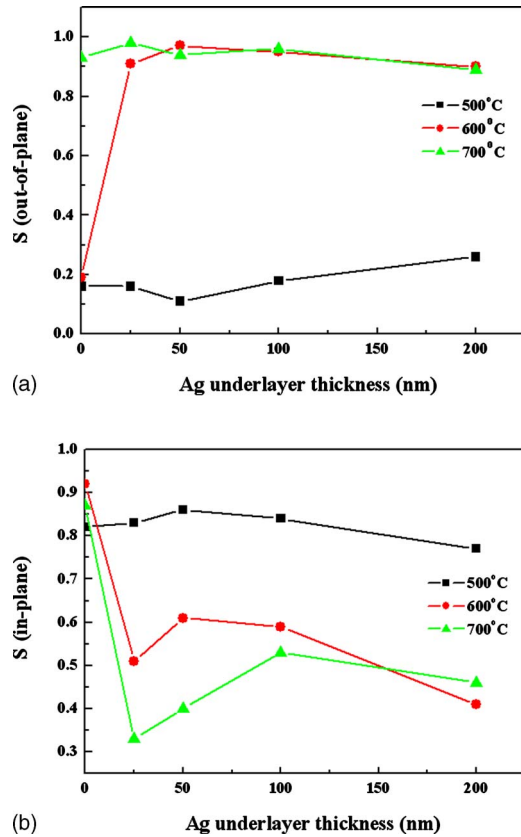 1.0
0.8
0.6
0.4
0.2
0.0
S (out-of-plane)
500°C
600°C
700°C
0 50 100 150 200
Ag underlayer thickness (nm)
(a)
1.0
0.9
0.8
0.7
0.6
0.5
0.4
0.3
S (in-plane)
500°C
600°C
700°C
0 50 100 150 200
Ag underlayer thickness (nm)
(b)